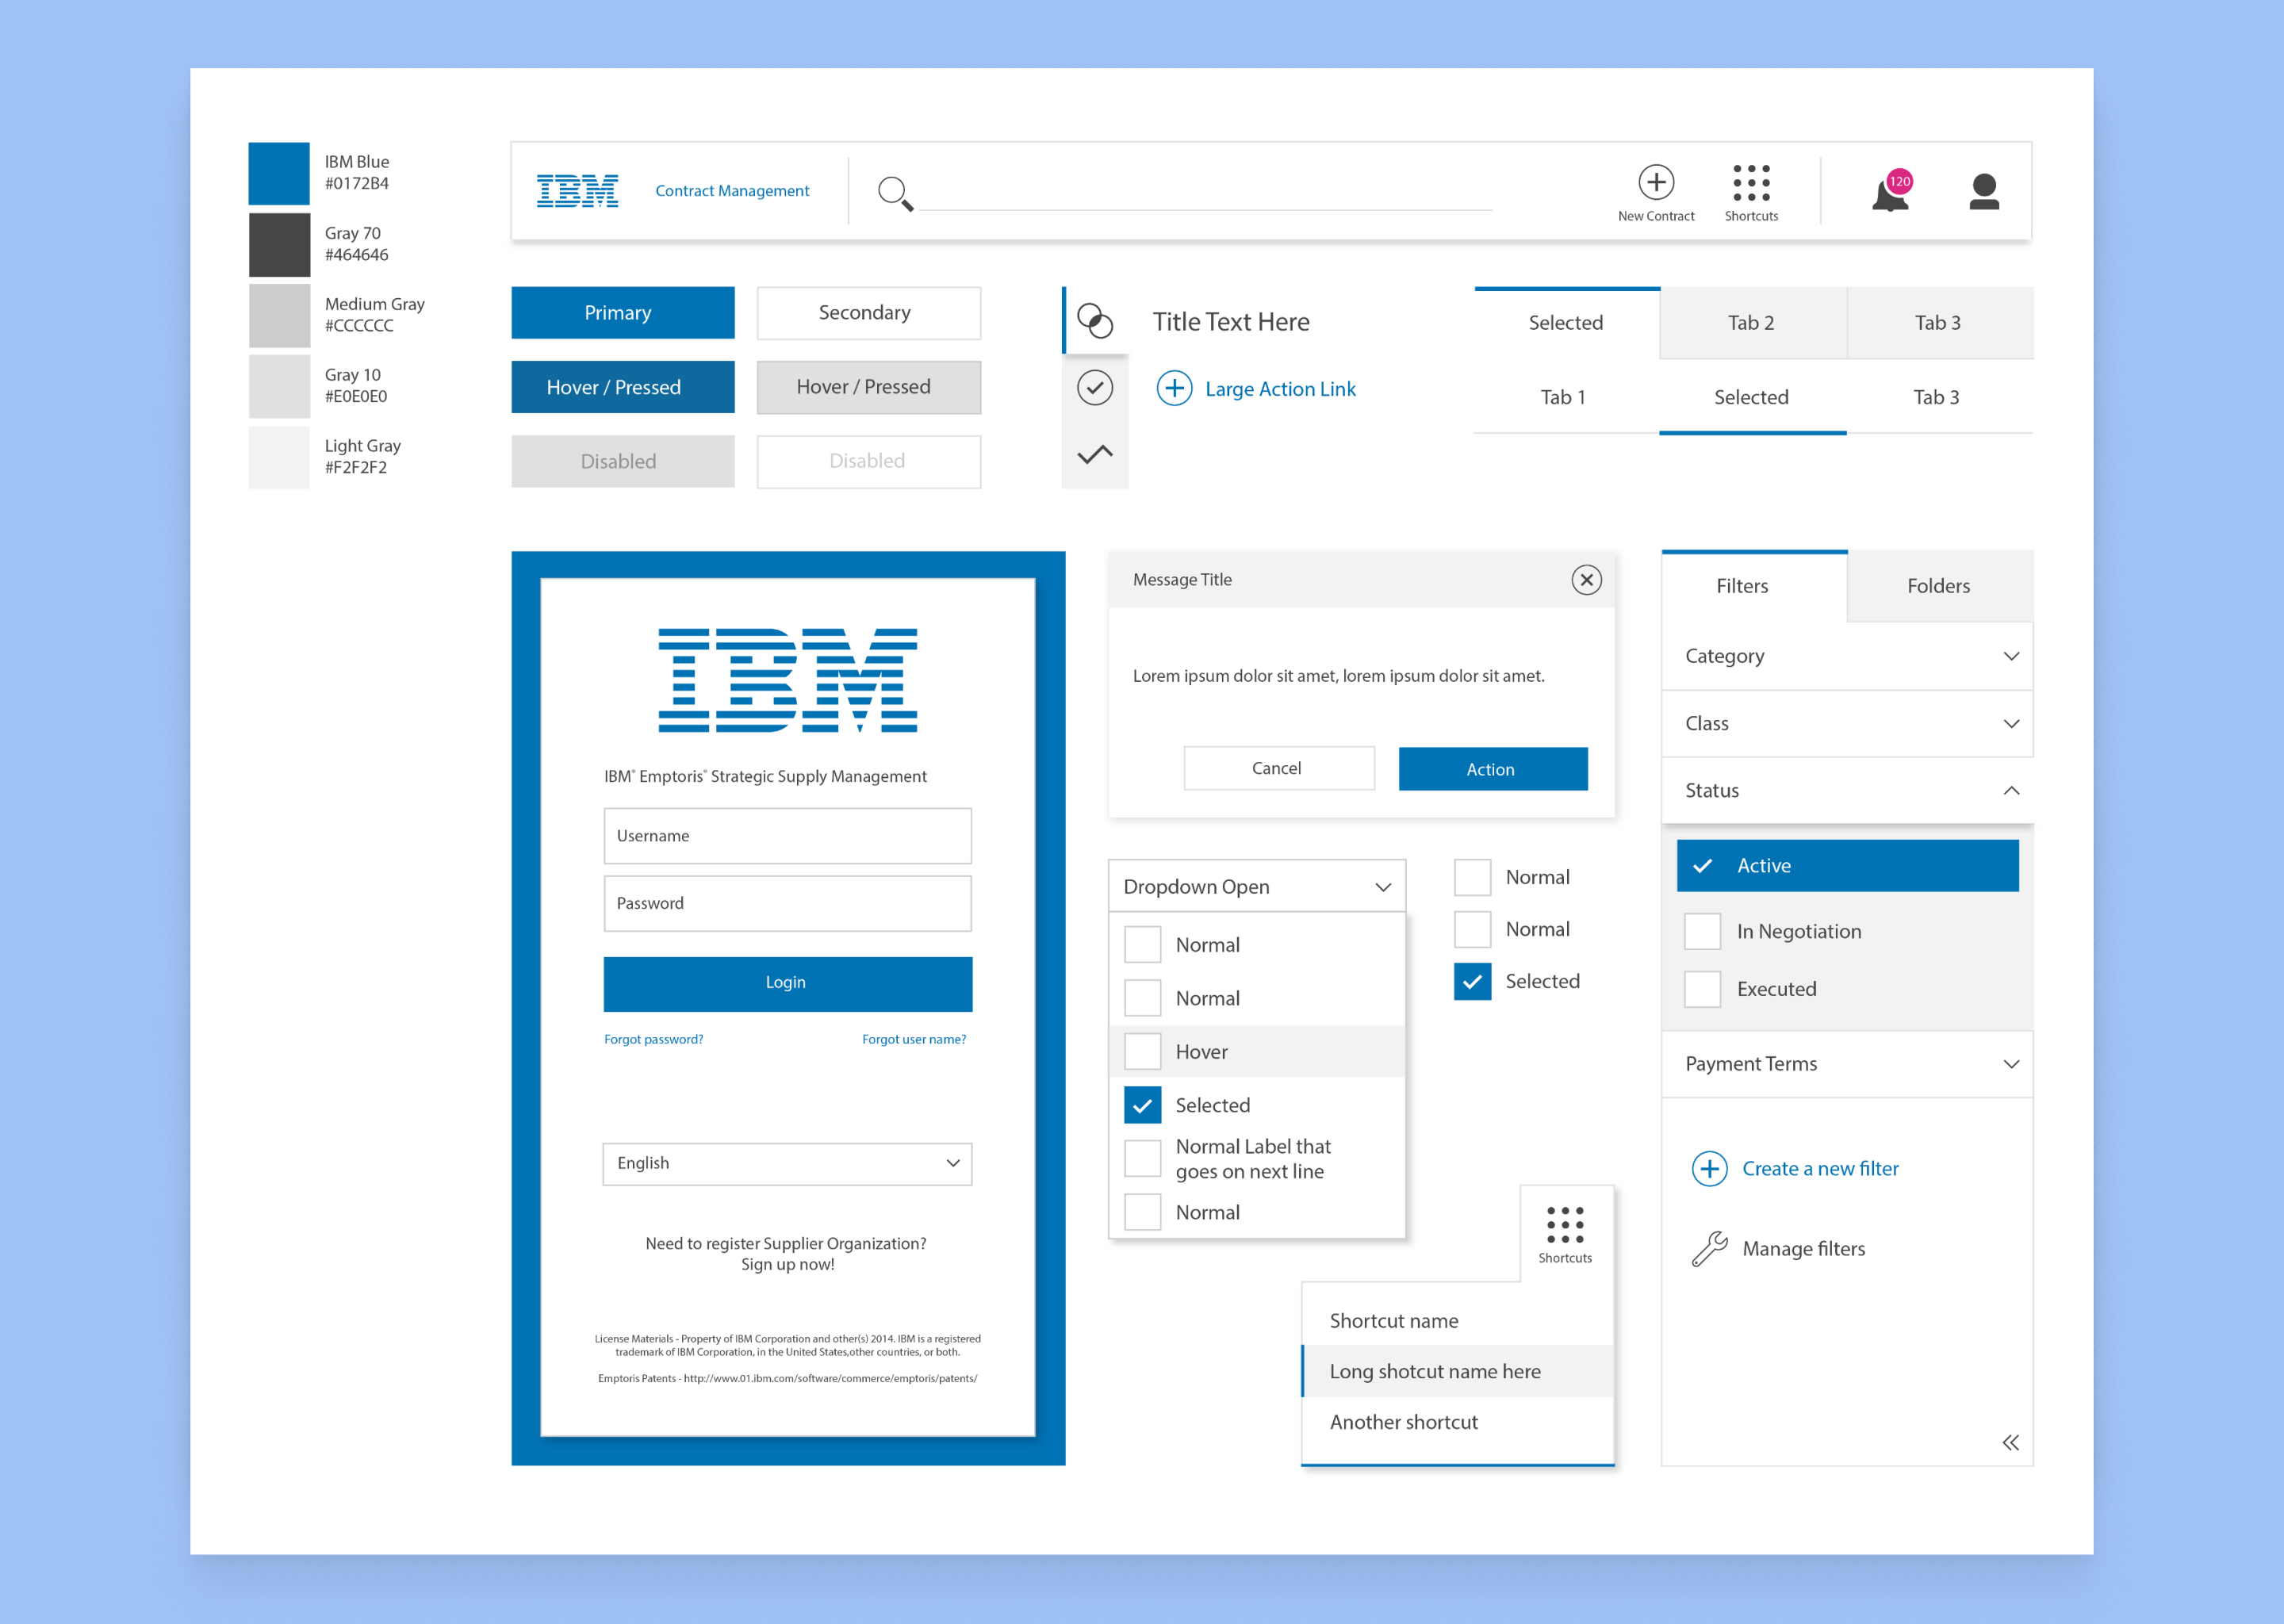 IBM Blue
#0172B4
Gray 70
#464646
Medium Gray
#CCCCCC
Gray 10
#E0E0E0
Light Gray
#F2F2F2
IBM
Contract Management
New Contract
Shortcuts
120
Primary
Secondary
Hover / Pressed
Hover / Pressed
Disabled
Disabled
Title Text Here
Large Action Link
Selected
Tab 2
Tab 3
Tab 1
Selected
Tab 3
IBM
IBM® Emptoris® Strategic Supply Management
Username
Password
Login
Forgot password?
Forgot user name?
English
Need to register Supplier Organization?
Sign up now!
License Materials - Property of IBM Corporation and other(s) 2014. IBM is a registered
trademark of IBM Corporation, in the United States,other countries, or both.
Emptoris Patents - http://www.01.ibm.com/software/commerce/emptoris/patents/
Message Title
Lorem ipsum dolor sit amet, lorem ipsum dolor sit amet.
Cancel
Action
Dropdown Open
Normal
Normal
Hover
Selected
Normal Label that
goes on next line
Normal
Normal
Normal
Selected
Shortcuts
Shortcut name
Long shotcut name here
Another shortcut
Filters
Folders
Category
Class
Status
Active
In Negotiation
Executed
Payment Terms
Create a new filter
Manage filters